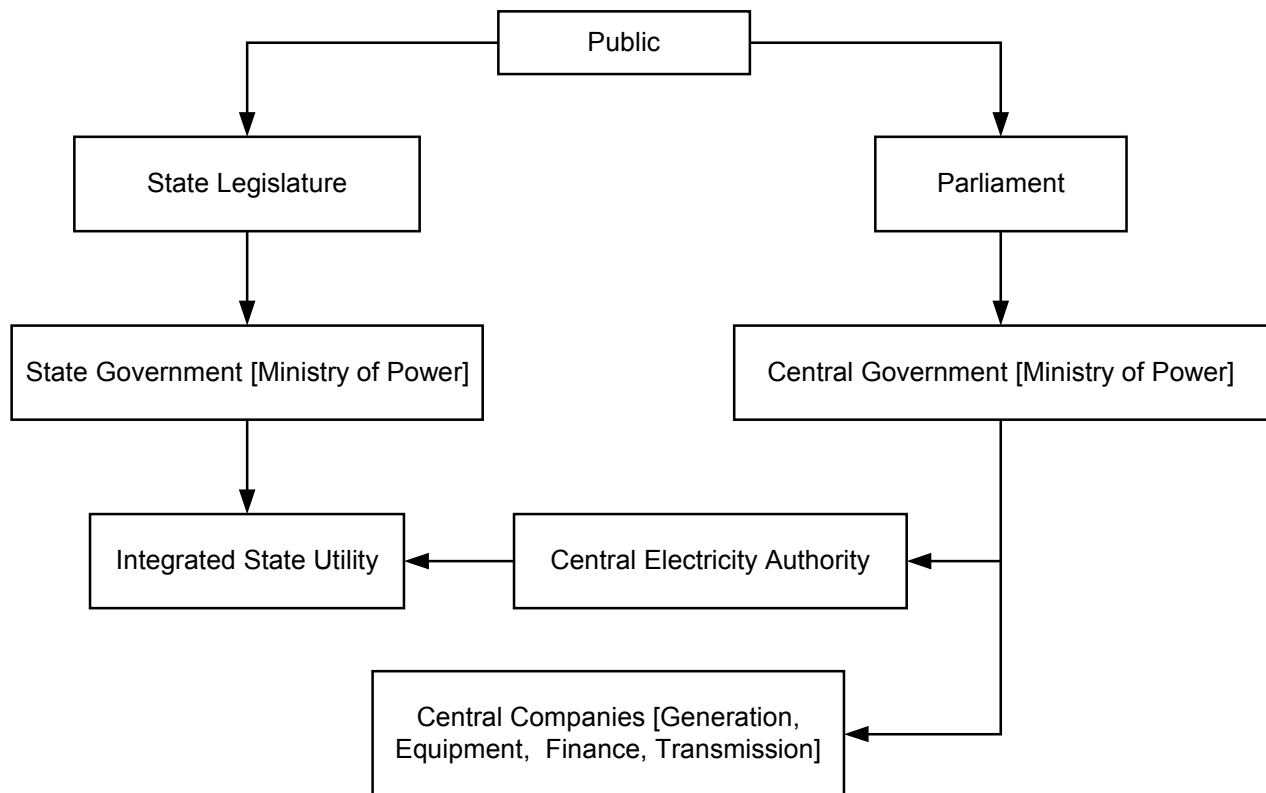 Public
State Legislature
Parliament
State Government [Ministry of Power]
Central Government [Ministry of Power]
Integrated State Utility
Central Electricity Authority
Central Companies [Generation,
Equipment,  Finance, Transmission]